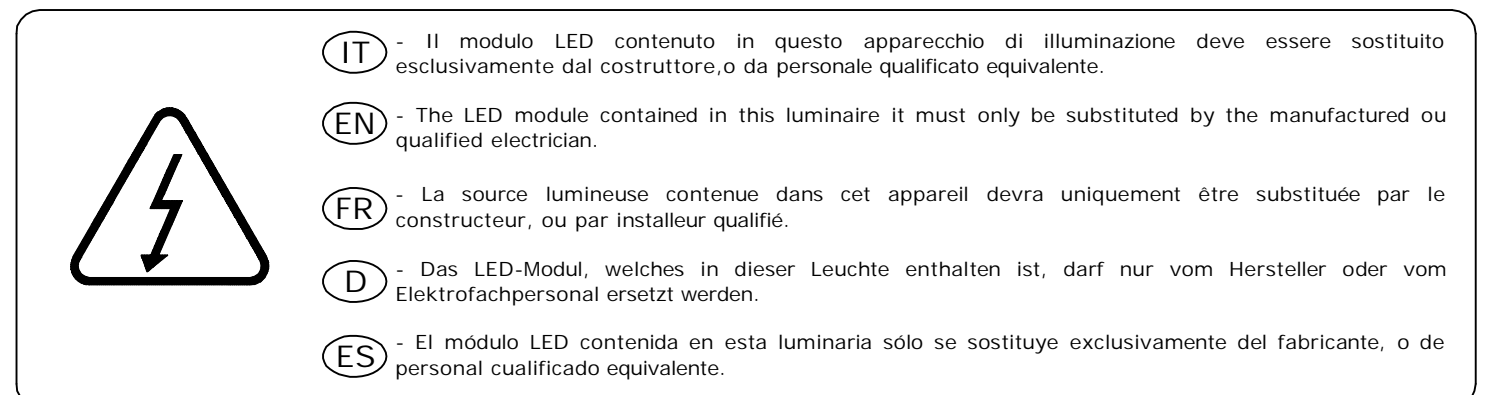 IT - Il modulo LED contenuto in questo apparecchio di illuminazione deve essere sostituito
esclusivamente dal costruttore,o da personale qualificato equivalente.
EN - The LED module contained in this luminaire it must only be substituted by the manufactured ou
qualified electrician.
FR - La source lumineuse contenue dans cet appareil devra uniquement être substituée par le
constructeur, ou par installeur qualifié.
D - Das LED-Modul, welches in dieser Leuchte enthalten ist, darf nur vom Hersteller oder vom
Elektrofachpersonal ersetzt werden.
ES - El módulo LED contenida en esta luminaria sólo se sostituye exclusivamente del fabricante, o de
personal cualificado equivalente.